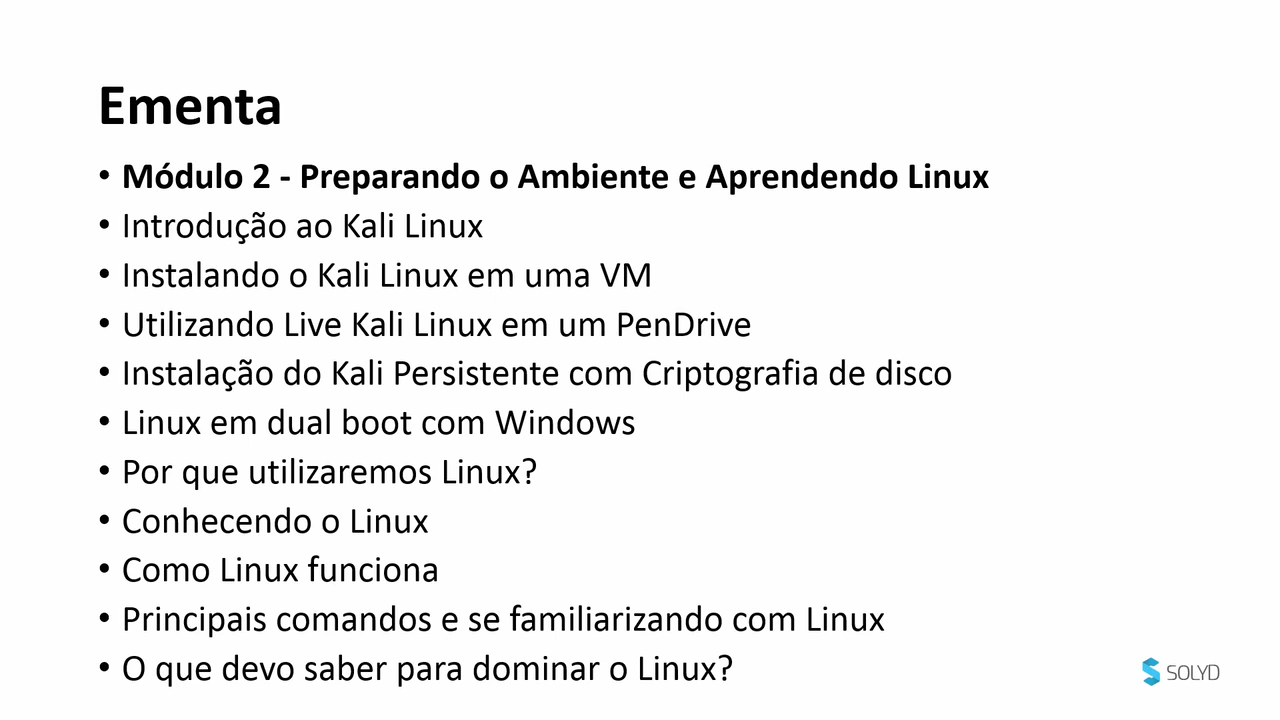 Ementa
• Módulo 2 - Preparando o Ambiente e Aprendendo Linux
• Introdução ao Kali Linux
• Instalando o Kali Linux em uma VM
• Utilizando Live Kali Linux em um PenDrive
• Instalação do Kali Persistente com Criptografia de disco
• Linux em dual boot com Windows
• Por que utilizaremos Linux?
• Conhecendo o Linux
• Como Linux funciona
• Principais comandos e se familiarizando com Linux
• O que devo saber para dominar o Linux?
SOLYD